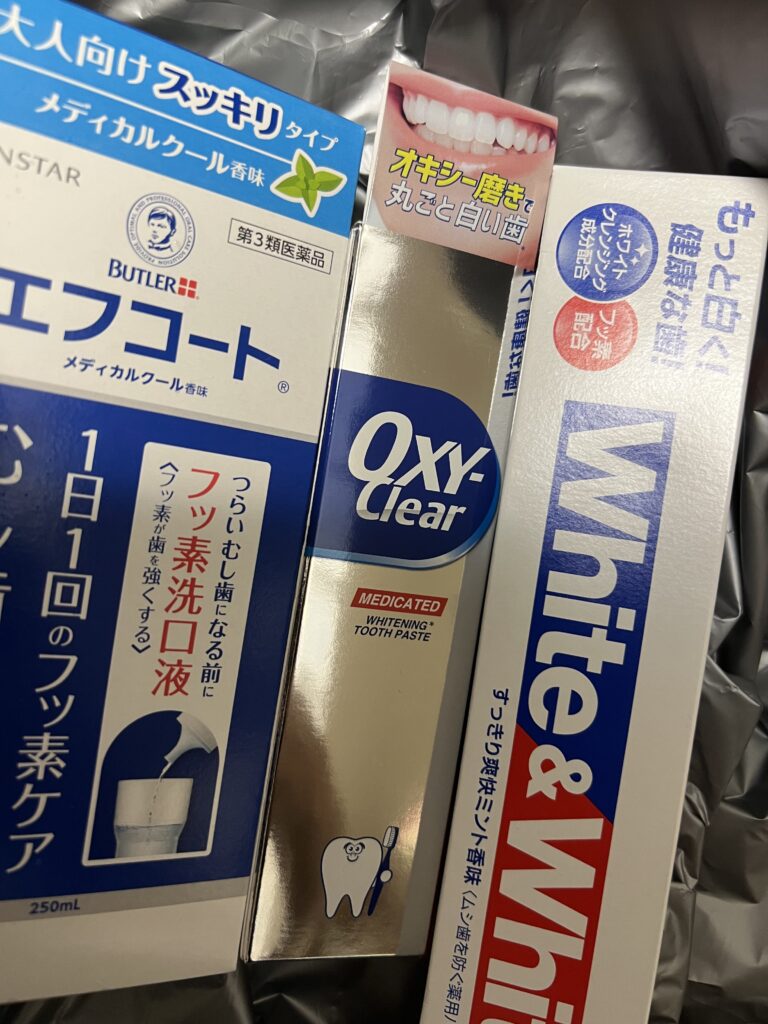 大人向け スッキリ タイプ
メディカルクール香味
NSTAR
BUTLER
第3類医薬品
エフコート®
メディカルクール香味
1日1回のフッ素ケア
つらい むし歯になる前に
フッ素洗口液
〈フッ素が歯を強くする〉
250mL
オキシー磨きで
丸ごと白い歯
OXY-
Clear
MEDICATED
WHITENING*
TOOTH PASTE
もっと白く!
健康な歯!
ホワイト
クレンジング
成分配合
フッ素
配合
White & Whi
すっきり爽快ミント香味〈ムシ歯を防ぐ薬用ハ